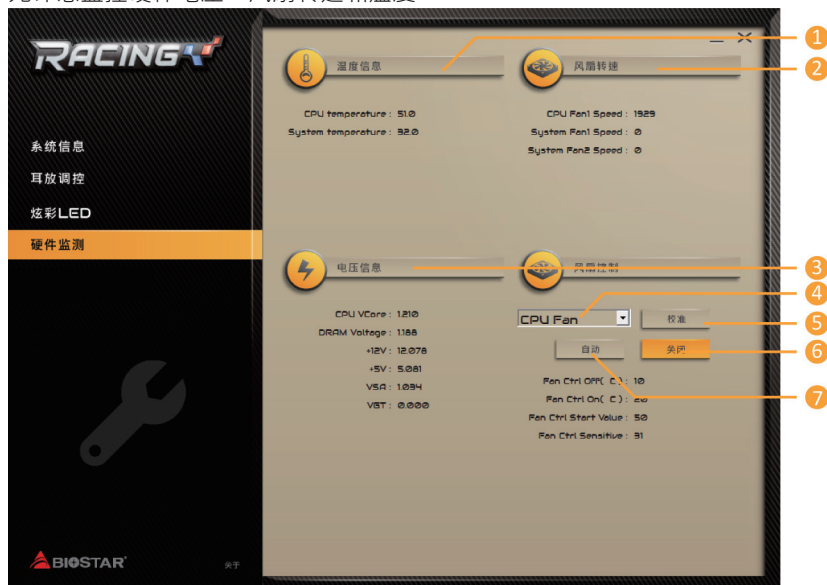 RACING
1
2
温度信息
风扇转速
CPU temperature : 51.0
System temperature : 32.0
CPU Fan1 Speed : 1929
System Fan1 Speed : 0
System Fan2 Speed : 0
系统信息
耳放调控
炫彩LED
硬件监测
电压信息
风扇控制
3
4
5
6
7
CPU VCore : 1.210
DRAM Voltage : 1.188
+12V : 12.078
+5V : 5.081
VSA : 1.034
VGT : 0.000
CPU Fan
校准
自动
关闭
Fan Ctrl OFF( C ) : 10
Fan Ctrl On( C ) : 20
Fan Ctrl Start Value : 50
Fan Ctrl Sensitive : 31
BIOSTAR
关于